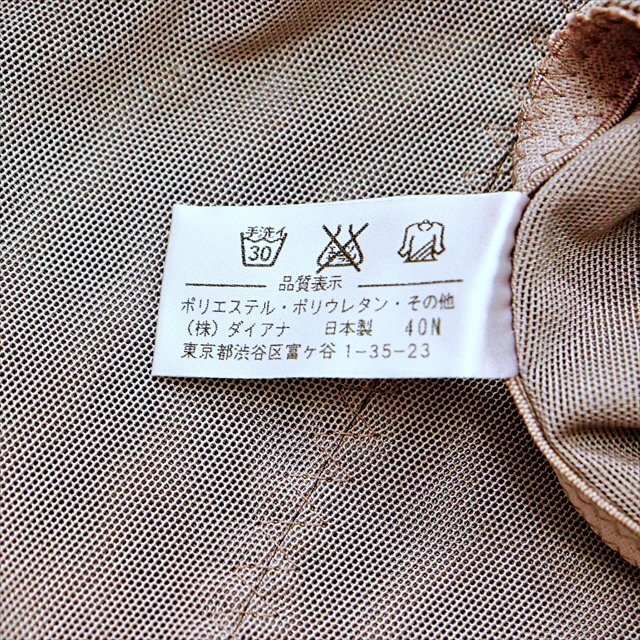 手洗イ
30
品質表示
ポリエステル・ポリウレタン・その他
(株) ダイアナ 日本製 40N
東京都渋谷区富ケ谷 1-35-23